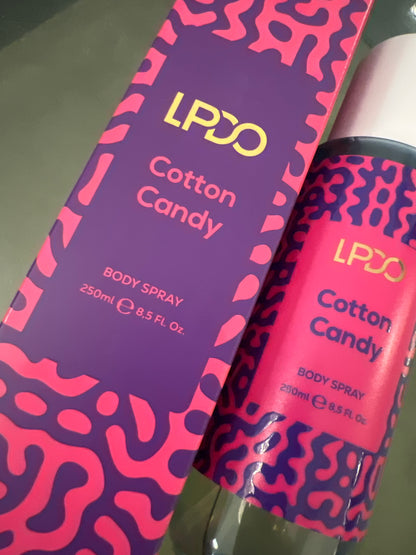 LPDO
Cotton
Candy
BODY SPRAY
250ml ℮ 8.5 Fl. Oz.
LPDO
Cotton
Candy
BODY SPRAY
250ml ℮ 8.5 Fl. Oz